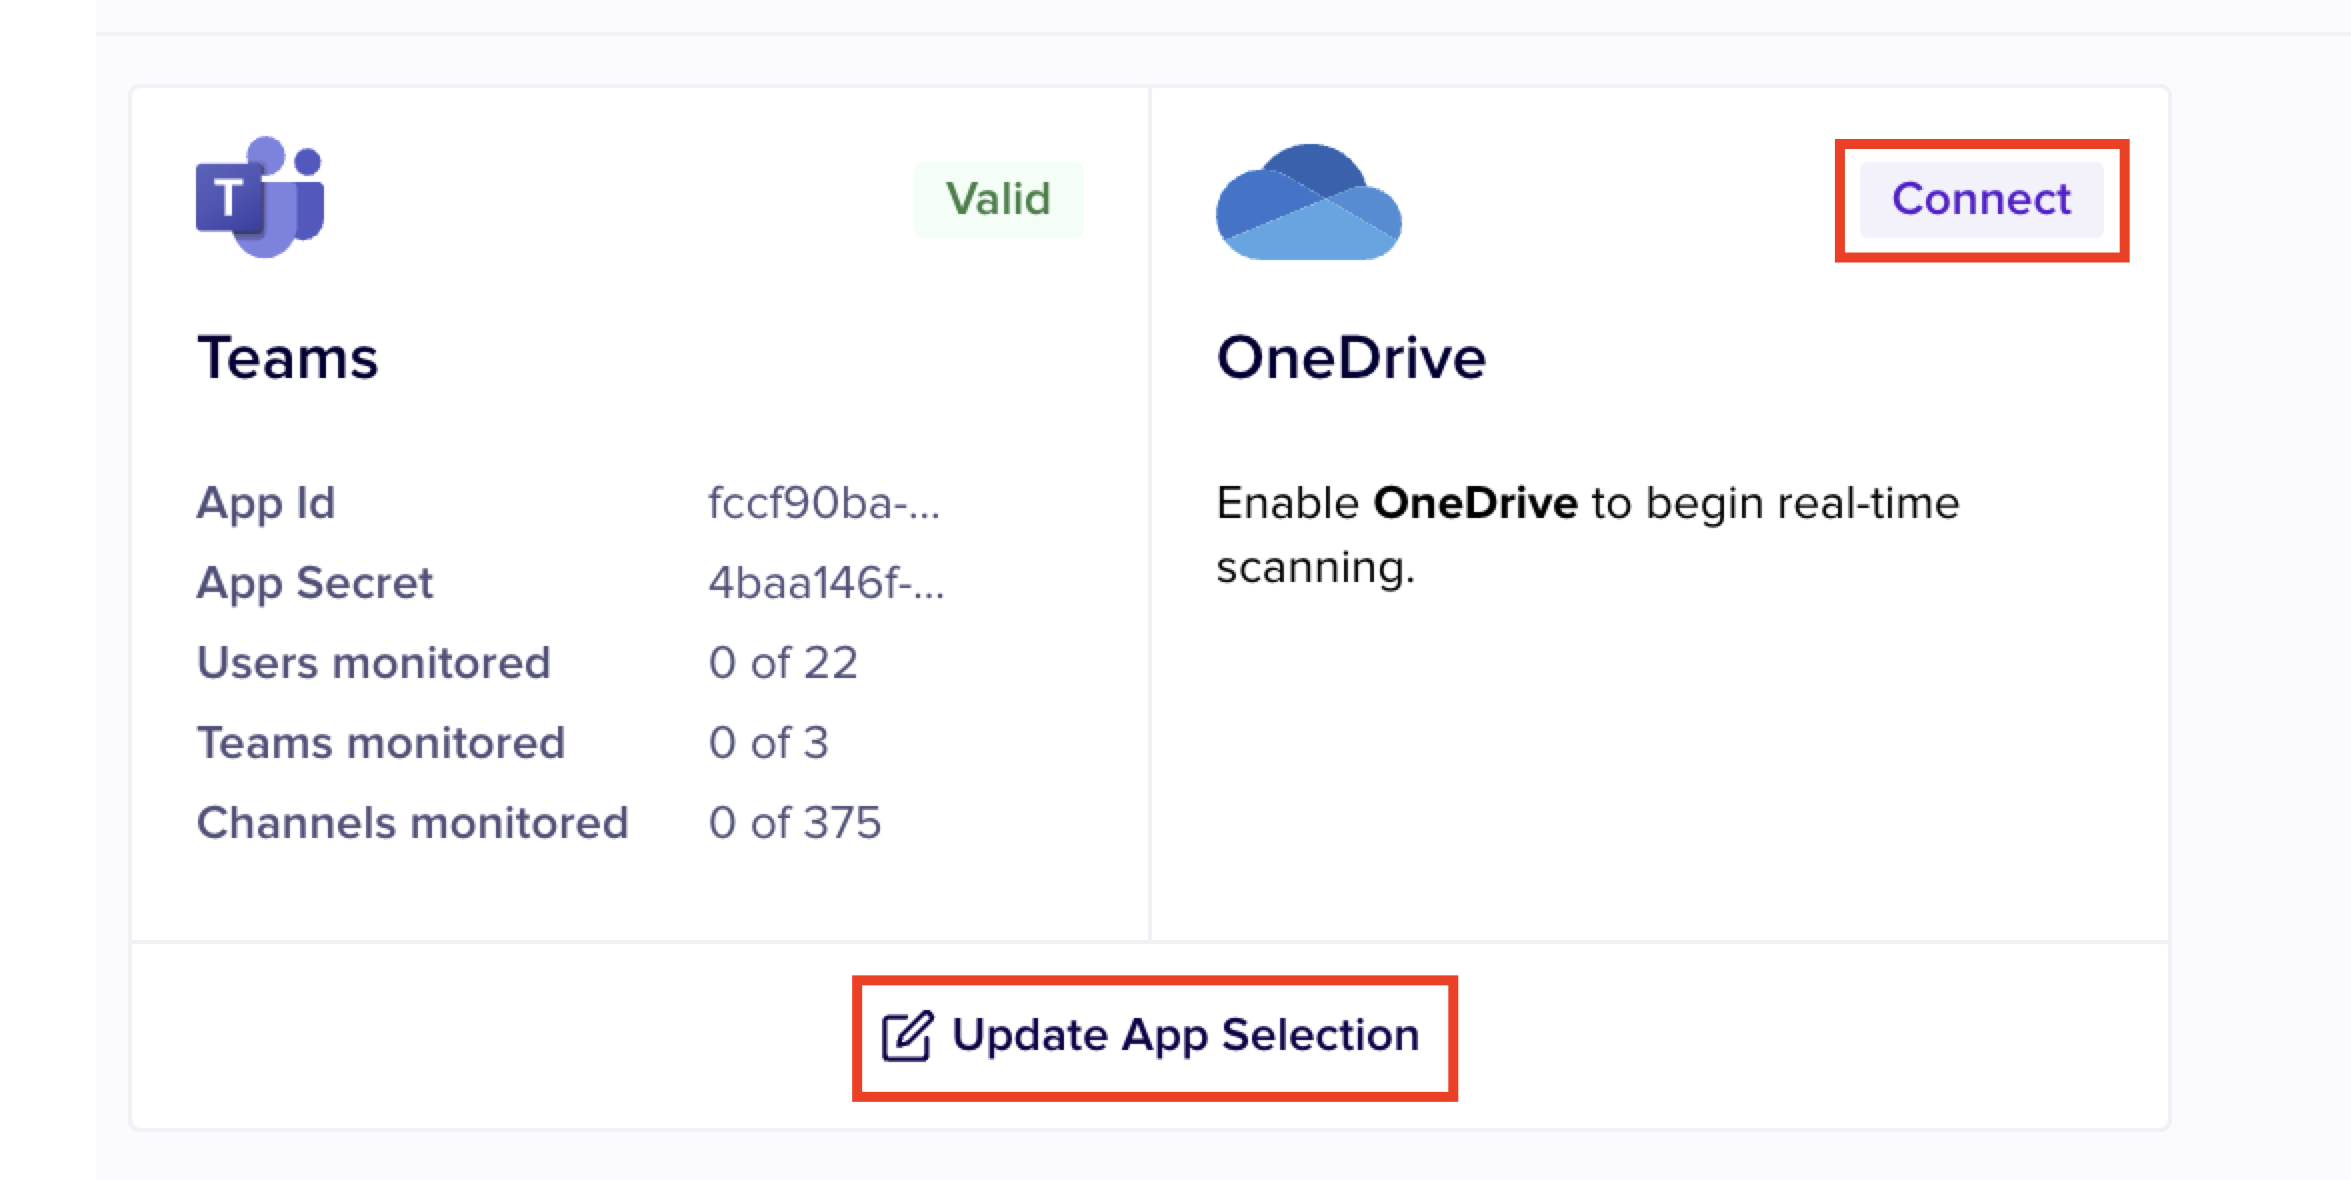 T
Valid
Connect
Teams
OneDrive
App Id fccf90ba-...
App Secret 4baa146f-...
Users monitored 0 of 22
Teams monitored 0 of 3
Channels monitored 0 of 375
Enable OneDrive to begin real-time
scanning.
Update App Selection